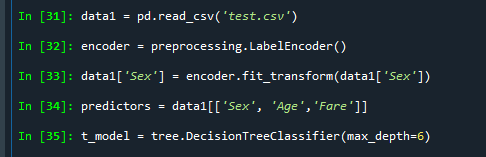 In [31]: data1 = pd.read_csv('test.csv')
In [32]: encoder = preprocessing.LabelEncoder()
In [33]: data1['Sex'] = encoder.fit_transform(data1['Sex'])
In [34]: predictors = data1[['Sex', 'Age','Fare']]
In [35]: t_model = tree.DecisionTreeClassifier(max_depth=6)